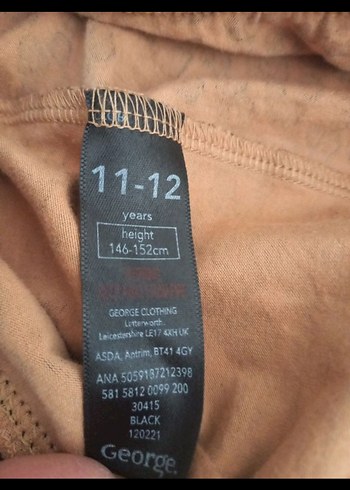 11-12
years
height
146-152cm
GEORGE CLOTHING
Lutterworth,
Leicestershire LE17 4XH UK
ASDA, Antrim, BT41 4GY
ANA 5059187212398
581 5812 0099 200
30415
BLACK
120221
George.